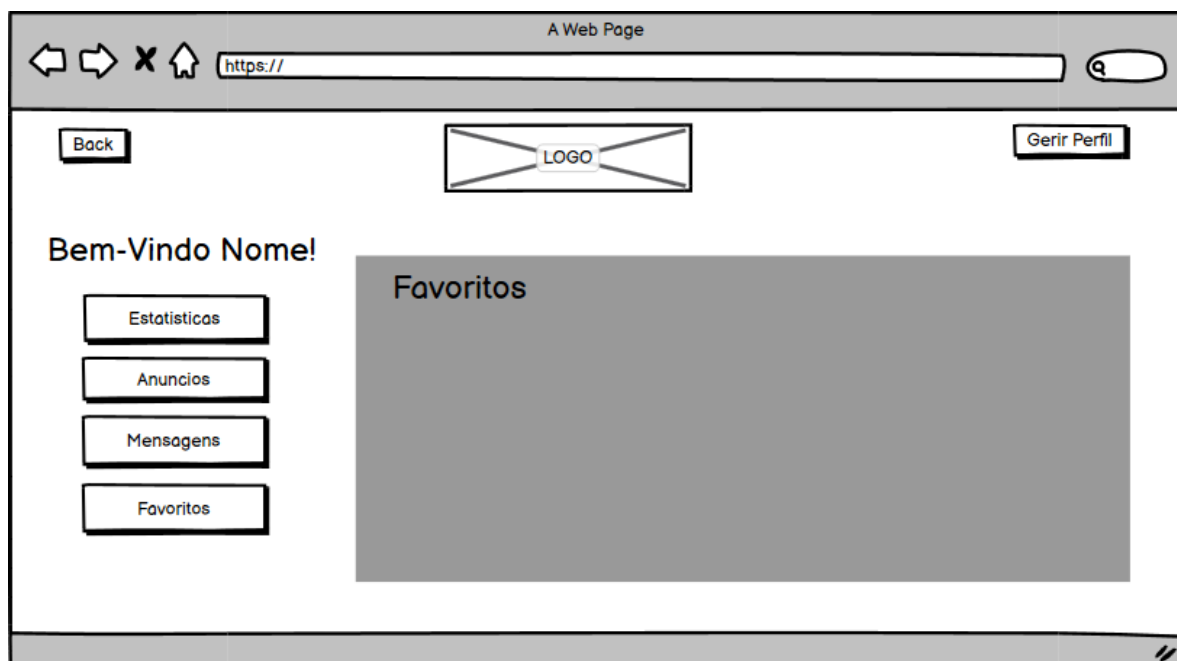 A Web Page
https://
Back
LOGO
Gerir Perfil
Bem-Vindo Nome!
Favoritos
Estatisticas
Anuncios
Mensagens
Favoritos